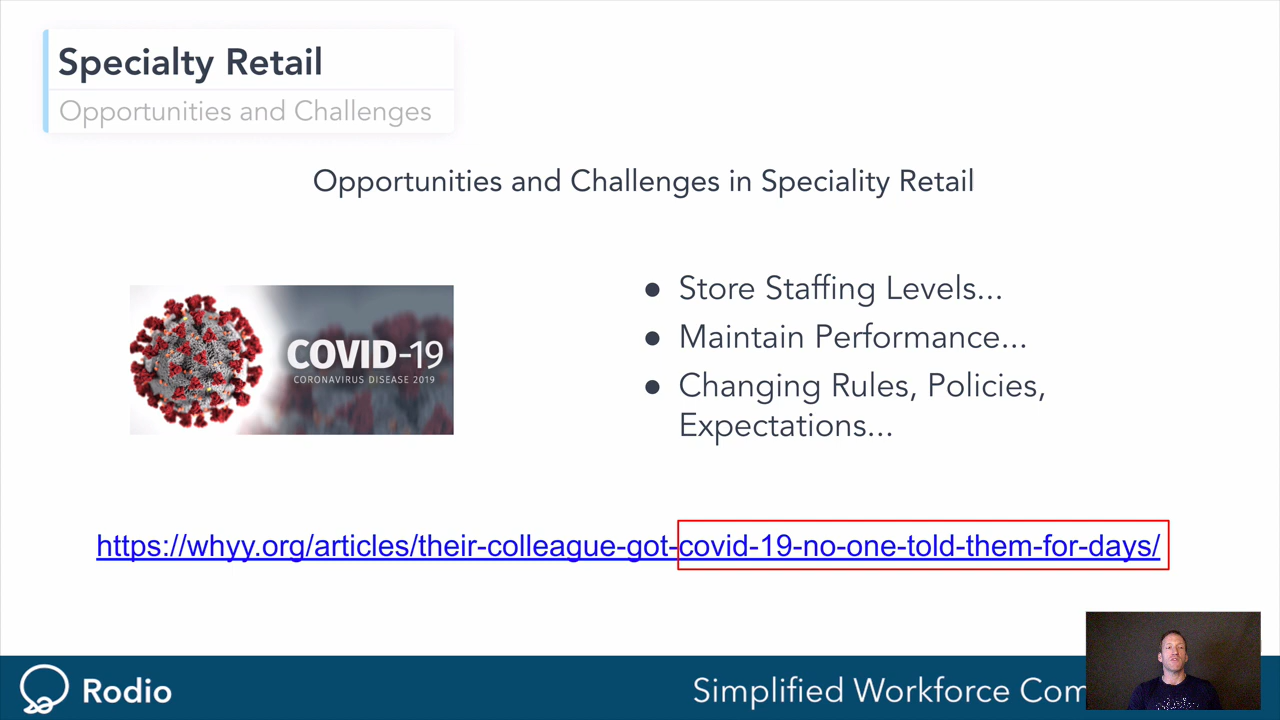 Specialty Retail
Opportunities and Challenges
Opportunities and Challenges in Speciality Retail
COVID-19
CORONAVIRUS DISEASE 2019
● Store Staffing Levels...
● Maintain Performance...
● Changing Rules, Policies,
Expectations...
https://whyy.org/articles/their-colleague-got-covid-19-no-one-told-them-for-days/
Rodio
Simplified Workforce Com